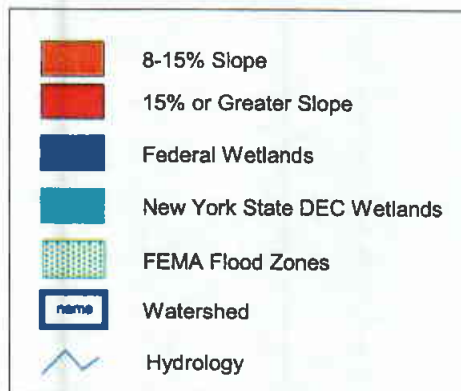 8-15% Slope
15% or Greater Slope
Federal Wetlands
New York State DEC Wetlands
FEMA Flood Zones
name Watershed
Hydrology